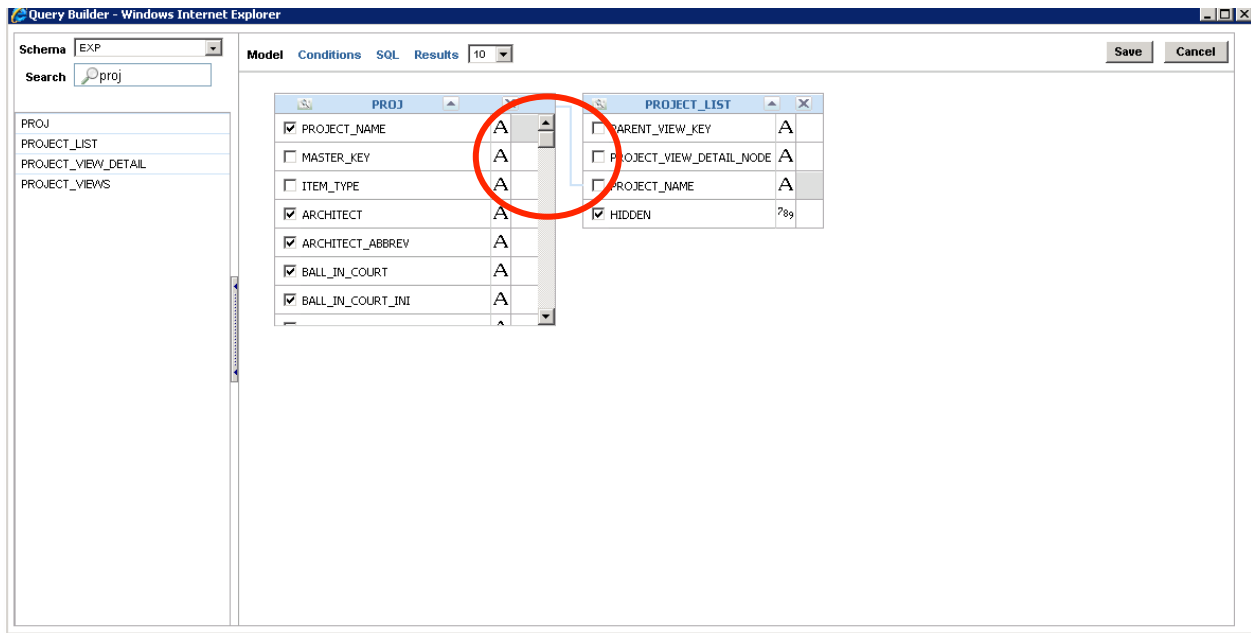 Query Builder - Windows Internet Explorer
Schema EXP
Search proj
PROJ
PROJECT_LIST
PROJECT_VIEW_DETAIL
PROJECT_VIEWS
Model Conditions SQL Results 10
Save Cancel
PROJ
PROJECT_NAME A
MASTER_KEY A
ITEM_TYPE A
ARCHITECT A
ARCHITECT_ABBREV A
BALL_IN_COURT A
BALL_IN_COURT_INI A
PROJECT_LIST
PARENT_VIEW_KEY A
PROJECT_VIEW_DETAIL_NODE A
PROJECT_NAME A
HIDDEN 789